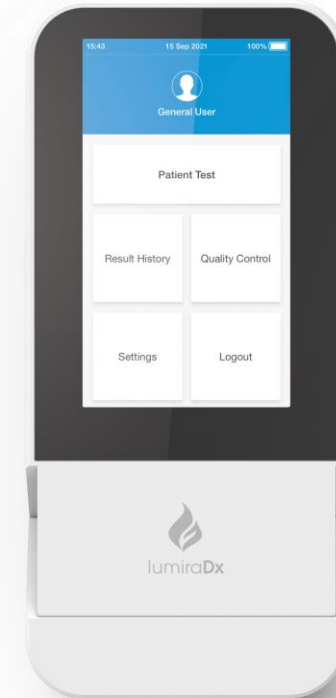 15:43 15 Sep 2021 100%
General User
Patient Test
Result History Quality Control
Settings Logout
lumiraDx